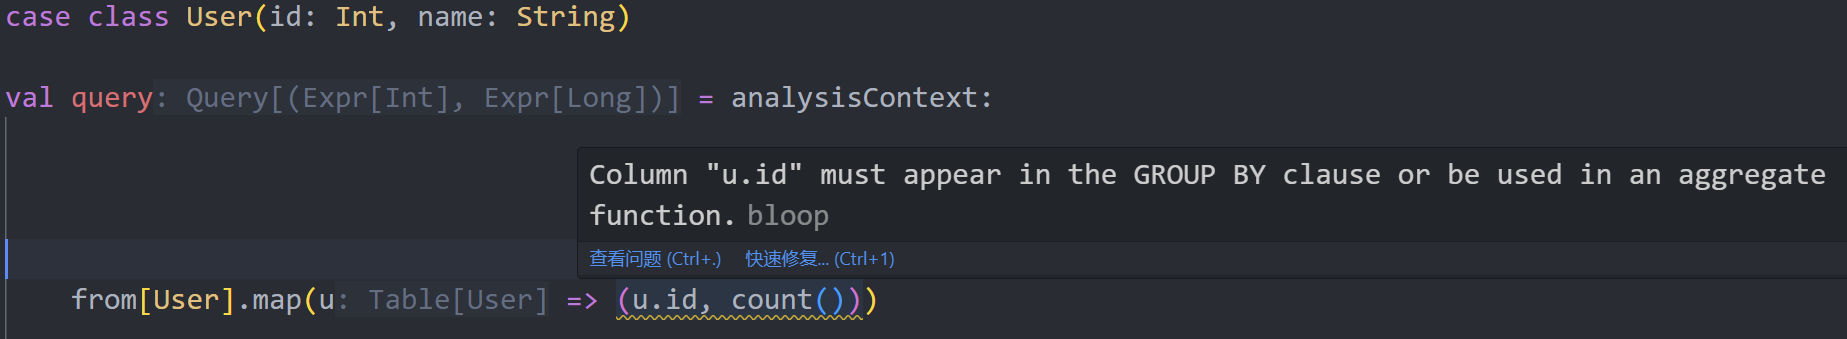 case class User(id: Int, name: String)
val query: Query[(Expr[Int], Expr[Long])] = analysisContext:
Column "u.id" must appear in the GROUP BY clause or be used in an aggregate
function. bloop
查看问题 (Ctrl+.) 快速修复... (Ctrl+1)
from[User].map(u: Table[User] => (u.id, count()))